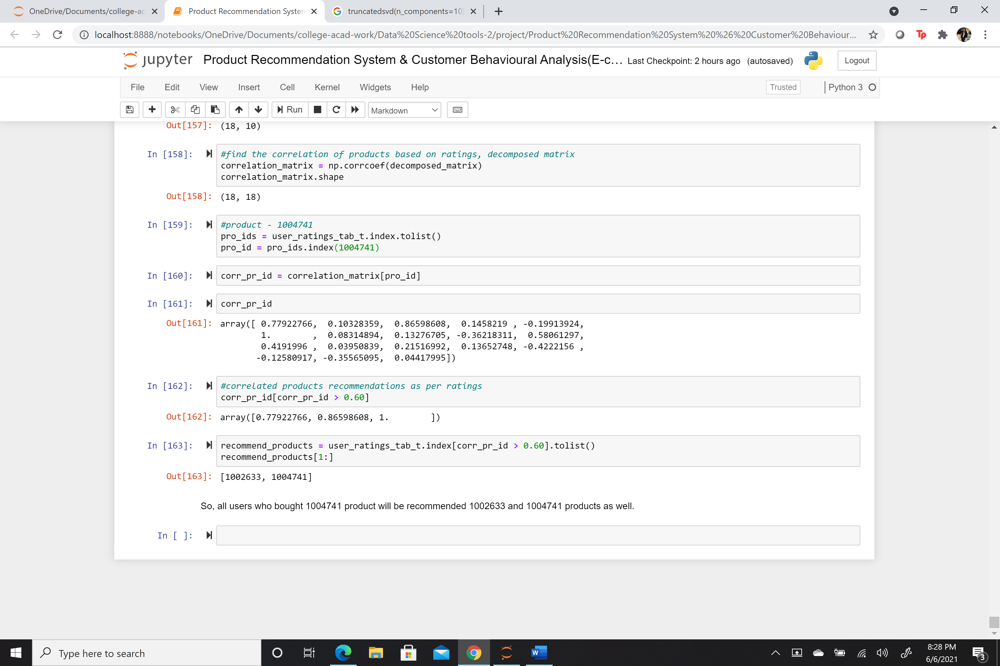 OneDrive/Documents/college-ac
Product Recommendation System
truncatedsvd(n_components=10)
localhost:8888/notebooks/OneDrive/Documents/college-acad-work/Data%20Science%20tools-2/project/Product%20Recommendation%20System%20%26%20Customer%20Behaviour...
Tp
jupyter Product Recommendation System & Customer Behavioural Analysis(E-c... Last Checkpoint: 2 hours ago (autosaved) Logout
File Edit View Insert Cell Kernel Widgets Help Trusted Python 3
Run Markdown
Out[157]: (18, 10)
In [158]: #find the correlation of products based on ratings, decomposed matrix
correlation_matrix = np.corrcoef(decomposed_matrix)
correlation_matrix.shape
Out[158]: (18, 18)
In [159]: #product - 1004741
pro_ids = user_ratings_tab_t.index.tolist()
pro_id = pro_ids.index(1004741)
In [160]: corr_pr_id = correlation_matrix[pro_id]
In [161]: corr_pr_id
Out[161]: array([ 0.77922766, 0.10328359, 0.86598608, 0.1458219 , -0.19913924,
1. , 0.08314894, 0.13276705, -0.36218311, 0.58061297,
0.4191996 , 0.03950839, 0.21516992, 0.13652748, -0.4222156 ,
-0.12580917, -0.35565095, 0.04417995])
In [162]: #correlated products recommendations as per ratings
corr_pr_id[corr_pr_id > 0.60]
Out[162]: array([0.77922766, 0.86598608, 1. ])
In [163]: recommend_products = user_ratings_tab_t.index[corr_pr_id > 0.60].tolist()
recommend_products[1:]
Out[163]: [1002633, 1004741]
So, all users who bought 1004741 product will be recommended 1002633 and 1004741 products as well.
In [ ]:
Type here to search
W
8:28 PM
6/6/2021
3